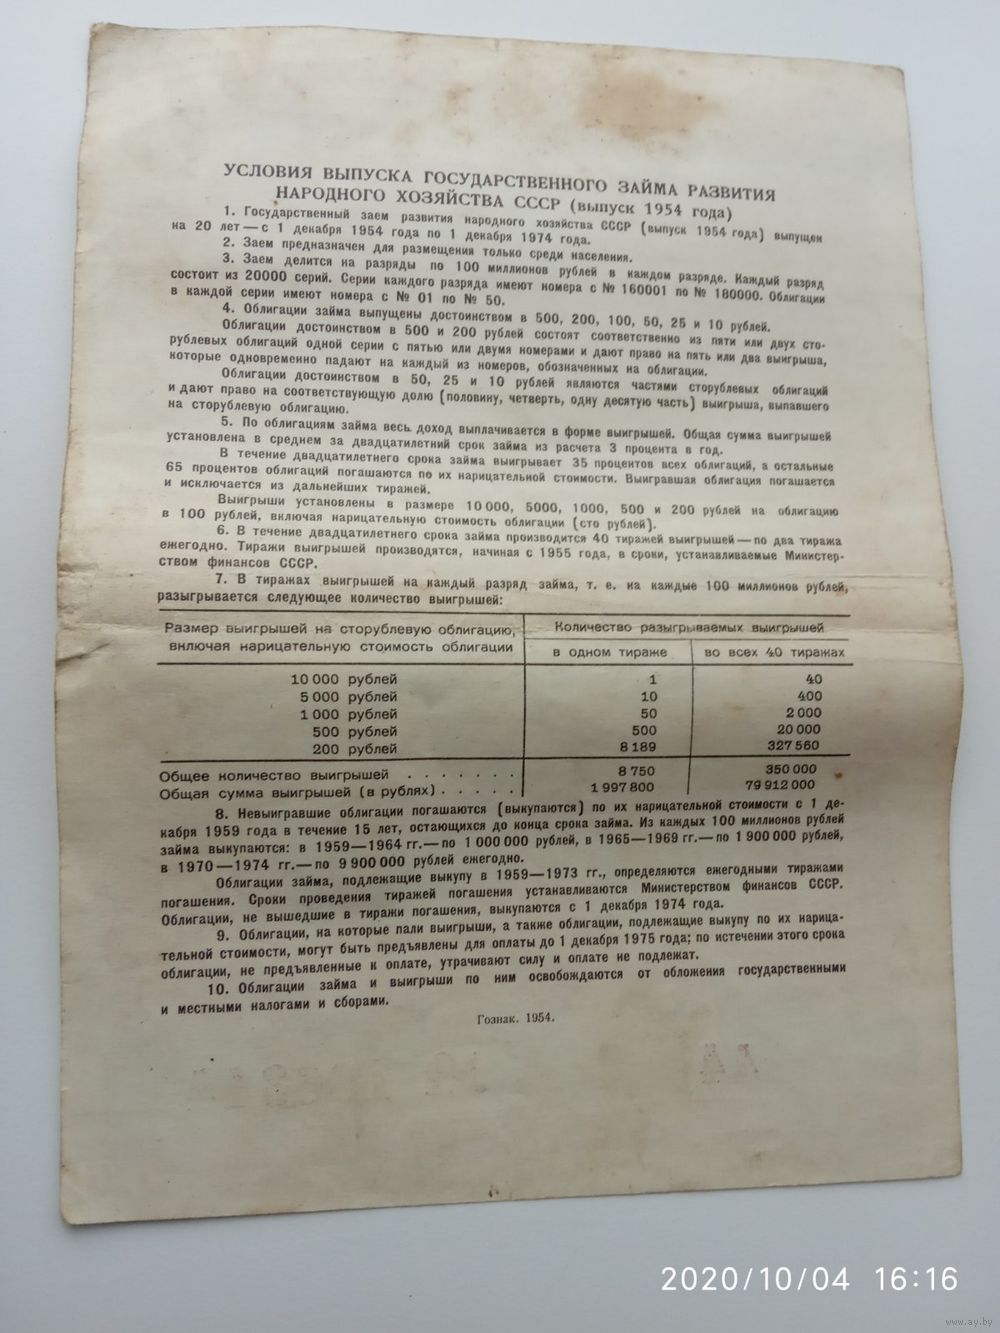 УСЛОВИЯ ВЫПУСКА ГОСУДАРСТВЕННОГО ЗАЙМА РАЗВИТИЯ
НАРОДНОГО ХОЗЯЙСТВА СССР (выпуск 1954 года)
1. Государственный заем развития народного хозяйства СССР (выпуск 1954 года) выпущен
на 20 лет — с 1 декабря 1954 года по 1 декабря 1974 года.
2. Заем предназначен для размещения только среди населения.
3. Заем делится на разряды по 100 миллионов рублей в каждом разряде. Каждый разряд
состоит из 20000 серий. Серии каждого разряда имеют номера с № 160001 по № 180000. Облигации
в каждой серии имеют номера с № 01 по № 50.
4. Облигации займа выпущены достоинством в 500, 200, 100, 50, 25 и 10 рублей.
Облигации достоинством в 500 и 200 рублей состоят соответственно из пяти или двух сто-
рублевых облигаций одной серии с пятью или двумя номерами и дают право на пять или два выигрыша,
которые одновременно падают на каждый из номеров, обозначенных на облигации.
Облигации достоинством в 50, 25 и 10 рублей являются частями сторублевых облигаций
и дают право на соответствующую долю (половину, четверть, одну десятую часть) выигрыша, выпавшего
на сторублевую облигацию.
5. По облигациям займа весь доход выплачивается в форме выигрышей. Общая сумма выигрышей
установлена в среднем за двадцатилетний срок займа из расчета 3 процента в год.
В течение двадцатилетнего срока займа выигрывает 35 процентов всех облигаций, а остальные
65 процентов облигаций погашаются по их нарицательной стоимости. Выигравшая облигация погашается
и исключается из дальнейших тиражей.
Выигрыши установлены в размере 10 000, 5000, 1000, 500 и 200 рублей на облигацию
в 100 рублей, включая нарицательную стоимость облигации (сто рублей).
6. В течение двадцатилетнего срока займа производится 40 тиражей выигрышей — по два тиража
ежегодно. Тиражи выигрышей производятся, начиная с 1955 года, в сроки, устанавливаемые Министер-
ством финансов СССР.
7. В тиражах выигрышей на каждый разряд займа, т. е. на каждые 100 миллионов рублей,
разыгрывается следующее количество выигрышей:
Размер выигрышей на сторублевую облигацию, Количество разыгрываемых выигрышей
включая нарицательную стоимость облигации в одном тираже во всех 40 тиражах
10 000 рублей 1 40
5 000 рублей 10 400
1 000 рублей 50 2 000
500 рублей 500 20 000
200 рублей 8 189 327 560
Общее количество выигрышей . . . . . . . 8 750 350 000
Общая сумма выигрышей (в рублях) . . . . . 1 997 800 79 912 000
8. Невыигравшие облигации погашаются (выкупаются) по их нарицательной стоимости с 1 де-
кабря 1959 года в течение 15 лет, остающихся до конца срока займа. Из каждых 100 миллионов рублей
займа выкупаются: в 1959—1964 гг. — по 1 000 000 рублей, в 1965—1969 гг. — по 1 900 000 рублей,
в 1970—1974 гг. — по 9 900 000 рублей ежегодно.
Облигации займа, подлежащие выкупу в 1959—1973 гг., определяются ежегодными тиражами
погашения. Сроки проведения тиражей погашения устанавливаются Министерством финансов СССР.
Облигации, не вышедшие в тиражи погашения, выкупаются с 1 декабря 1974 года.
9. Облигации, на которые пали выигрыши, а также облигации, подлежащие выкупу по их нарица-
тельной стоимости, могут быть предъявлены для оплаты до 1 декабря 1975 года; по истечении этого срока
облигации, не предъявленные к оплате, утрачивают силу и оплате не подлежат.
10. Облигации займа и выигрыши по ним освобождаются от обложения государственными
и местными налогами и сборами.
Гознак. 1954.
2020/10/04 16:16
www.ay.by